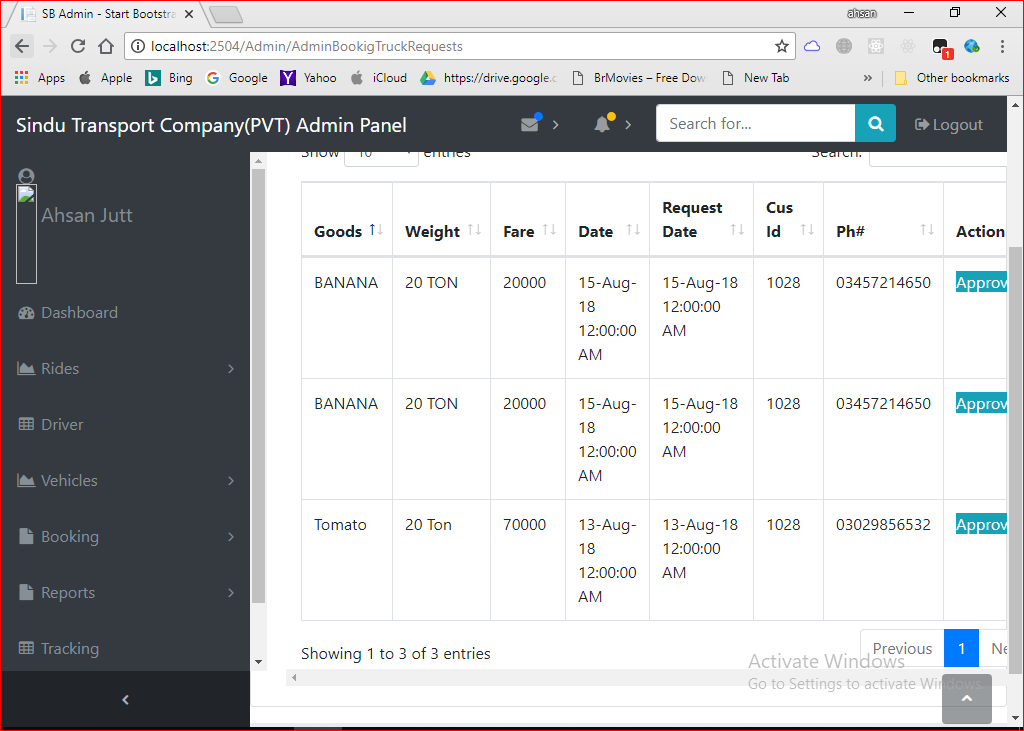 SB Admin - Start Bootstra
ahsan
localhost:2504/Admin/AdminBookigTruckRequests
1
Apps Apple Bing Google Yahoo iCloud https://drive.google.c BrMovies – Free Dow New Tab » Other bookmarks
Sindu Transport Company(PVT) Admin Panel
Search for...
Logout
Ahsan Jutt
Dashboard
Rides
Driver
Vehicles
Booking
Reports
Tracking
Show 10 entries
Search:
Goods Weight Fare Date Request Date Cus Id Ph# Action
BANANA 20 TON 20000 15-Aug-18 12:00:00 AM 15-Aug-18 12:00:00 AM 1028 03457214650 Approv
BANANA 20 TON 20000 15-Aug-18 12:00:00 AM 15-Aug-18 12:00:00 AM 1028 03457214650 Approv
Tomato 20 Ton 70000 13-Aug-18 12:00:00 AM 13-Aug-18 12:00:00 AM 1028 03029856532 Approv
Showing 1 to 3 of 3 entries
Previous 1 Ne
Activate Windows
Go to Settings to activate Windows.